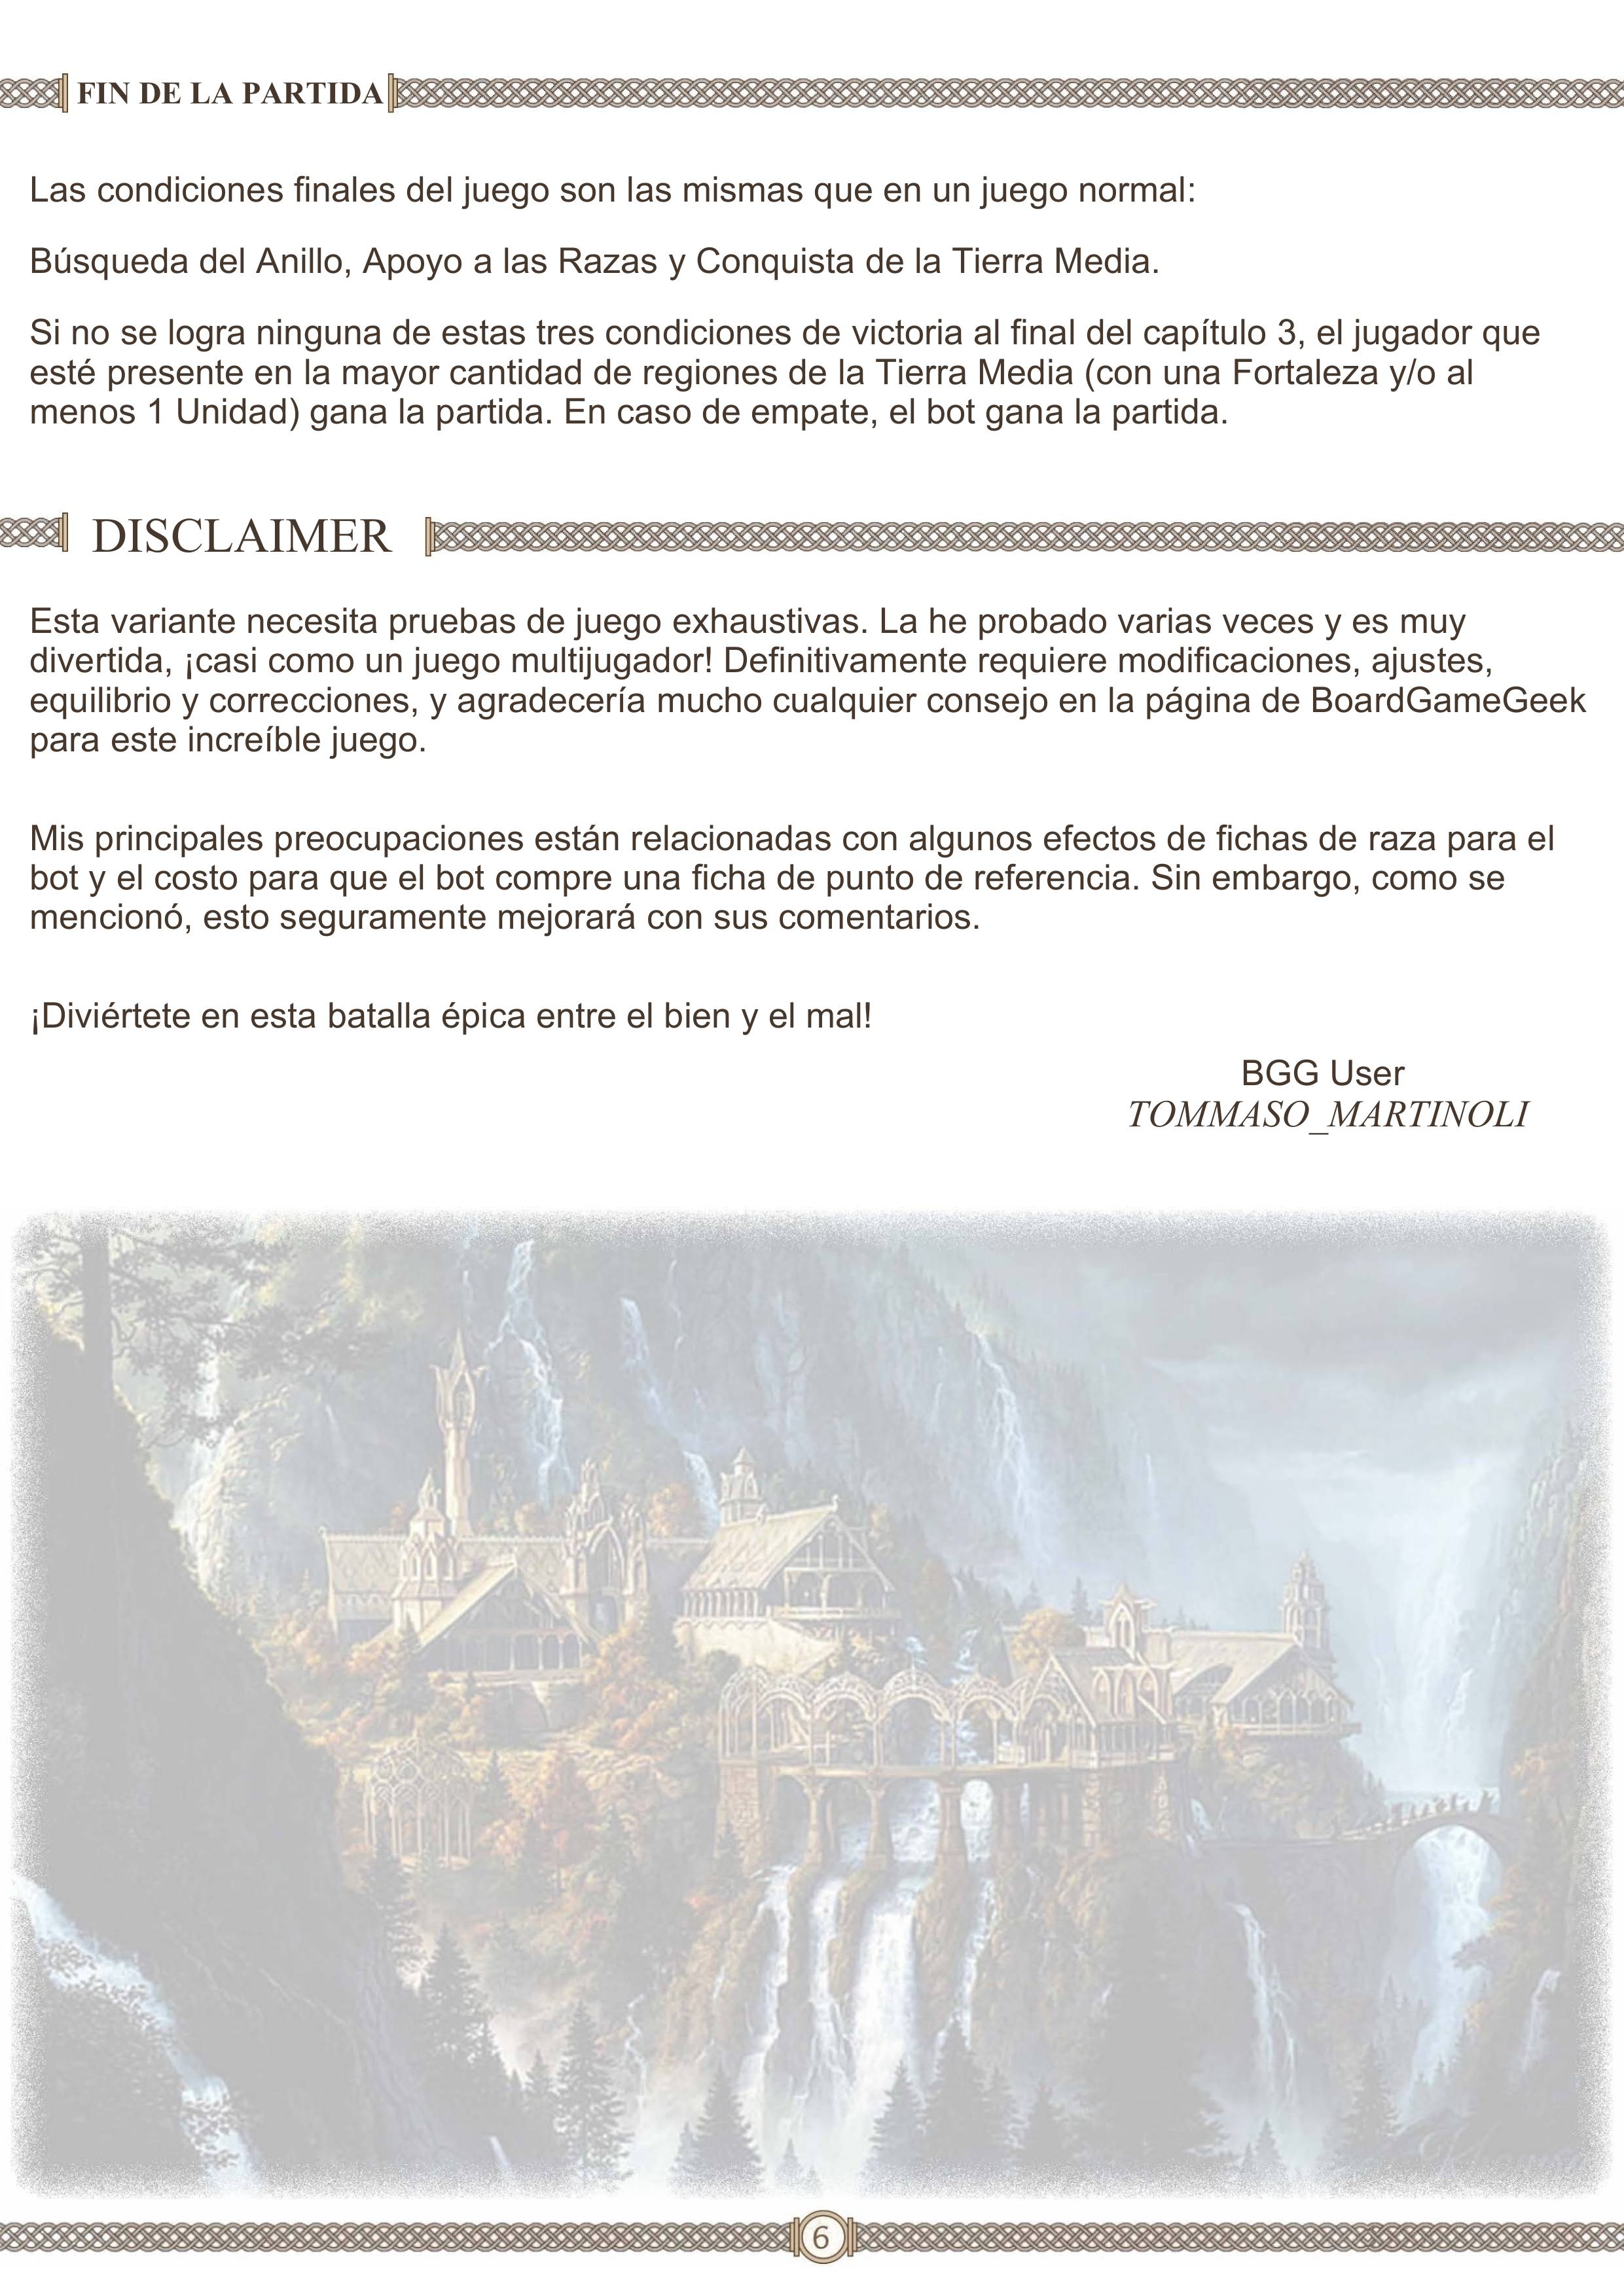 FIN DE LA PARTIDA
Las condiciones finales del juego son las mismas que en un juego normal:
Búsqueda del Anillo, Apoyo a las Razas y Conquista de la Tierra Media.
Si no se logra ninguna de estas tres condiciones de victoria al final del capítulo 3, el jugador que
esté presente en la mayor cantidad de regiones de la Tierra Media (con una Fortaleza y/o al
menos 1 Unidad) gana la partida. En caso de empate, el bot gana la partida.
DISCLAIMER
Esta variante necesita pruebas de juego exhaustivas. La he probado varias veces y es muy
divertida, ¡casi como un juego multijugador! Definitivamente requiere modificaciones, ajustes,
equilibrio y correcciones, y agradecería mucho cualquier consejo en la página de BoardGameGeek
para este increíble juego.
Mis principales preocupaciones están relacionadas con algunos efectos de fichas de raza para el
bot y el costo para que el bot compre una ficha de punto de referencia. Sin embargo, como se
mencionó, esto seguramente mejorará con sus comentarios.
¡Diviértete en esta batalla épica entre el bien y el mal!
BGG User
TOMMASO_MARTINOLI
6